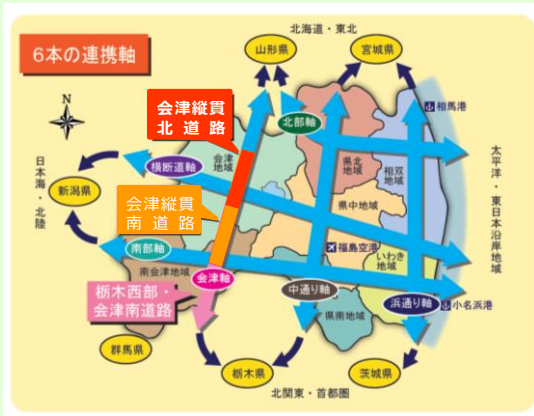 6本の連携軸
北海道・東北
山形県
宮城県
N
会津縦貫
北道路
北部軸
相馬港
横断道軸
会津
地域
県北
地域
相双
地域
日本海・北陸
新潟県
太平洋・東日本沿岸地域
会津縦貫
南道路
県中地域
福島空港
南部軸
いわき
地域
南会津地域
会津軸
中通り軸
浜通り軸
小名浜港
栃木西部・
会津南道路
県南地域
群馬県
栃木県
茨城県
北関東・首都圏